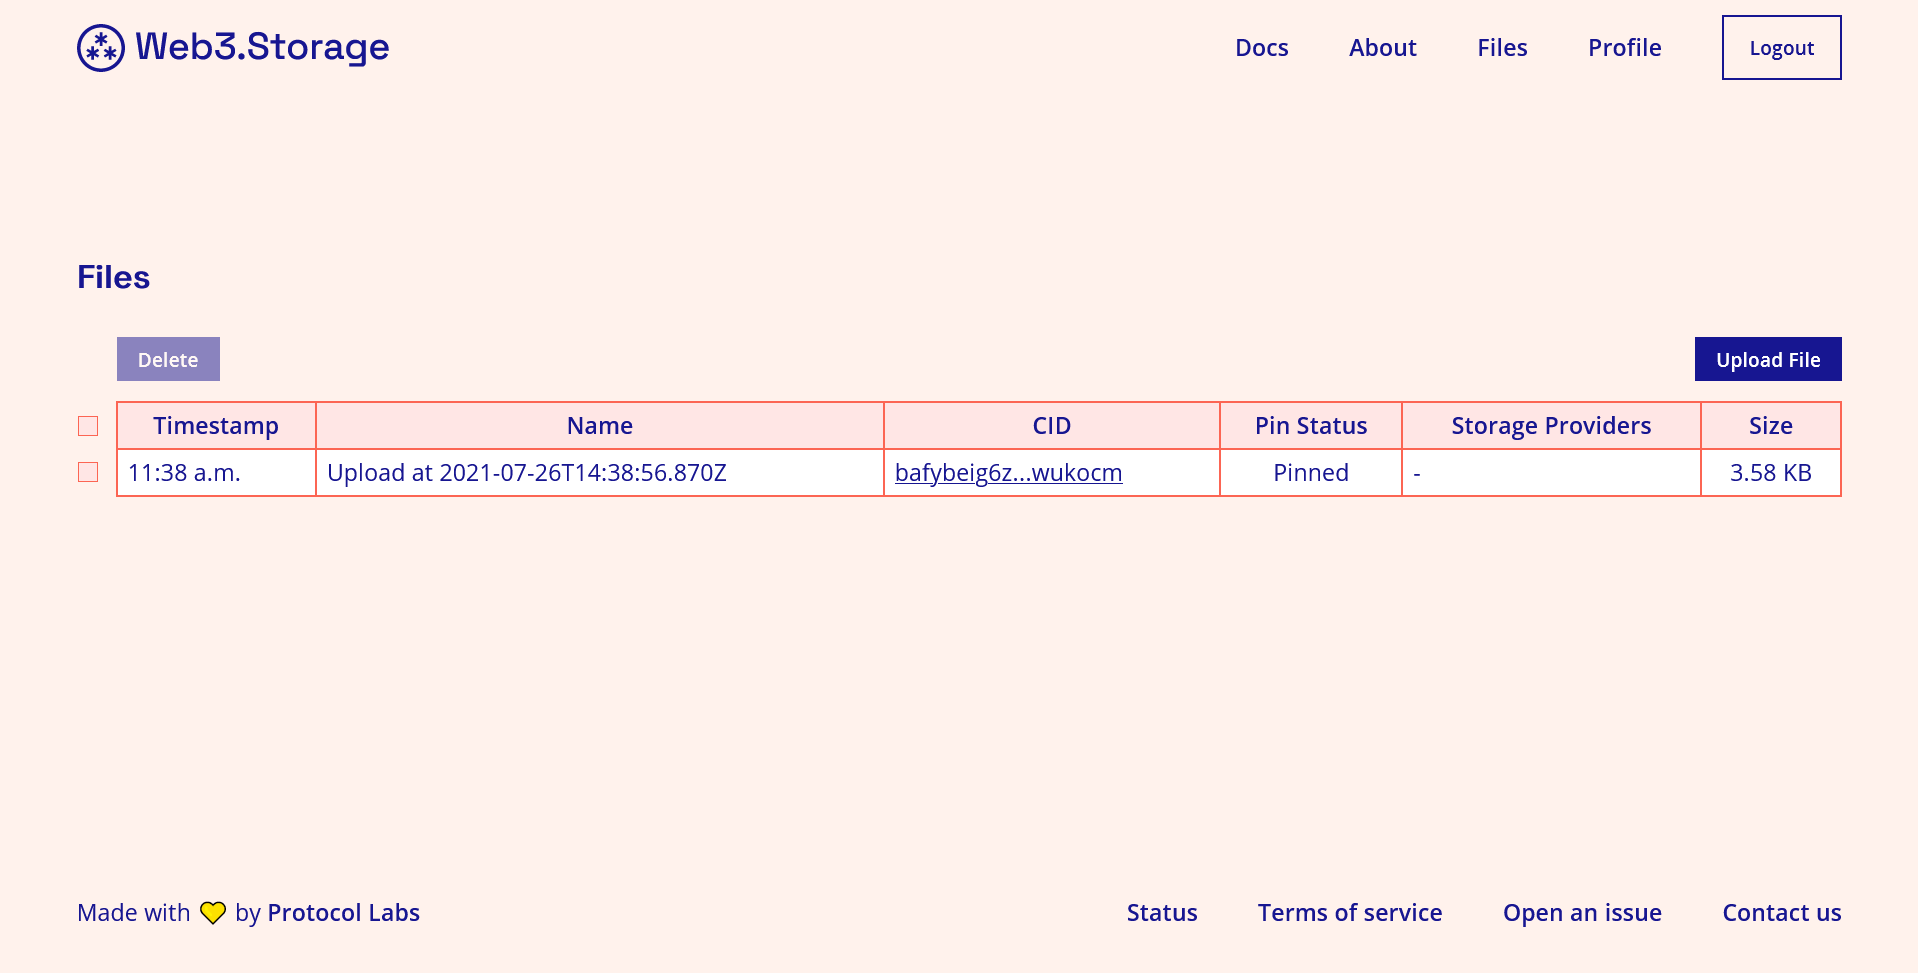 Web3.Storage Docs About Files Profile Logout
Files
Delete Upload File
Timestamp Name CID Pin Status Storage Providers Size
11:38 a.m. Upload at 2021-07-26T14:38:56.870Z bafybeig6z...wukocm Pinned - 3.58 KB
Made with by Protocol Labs Status Terms of service Open an issue Contact us